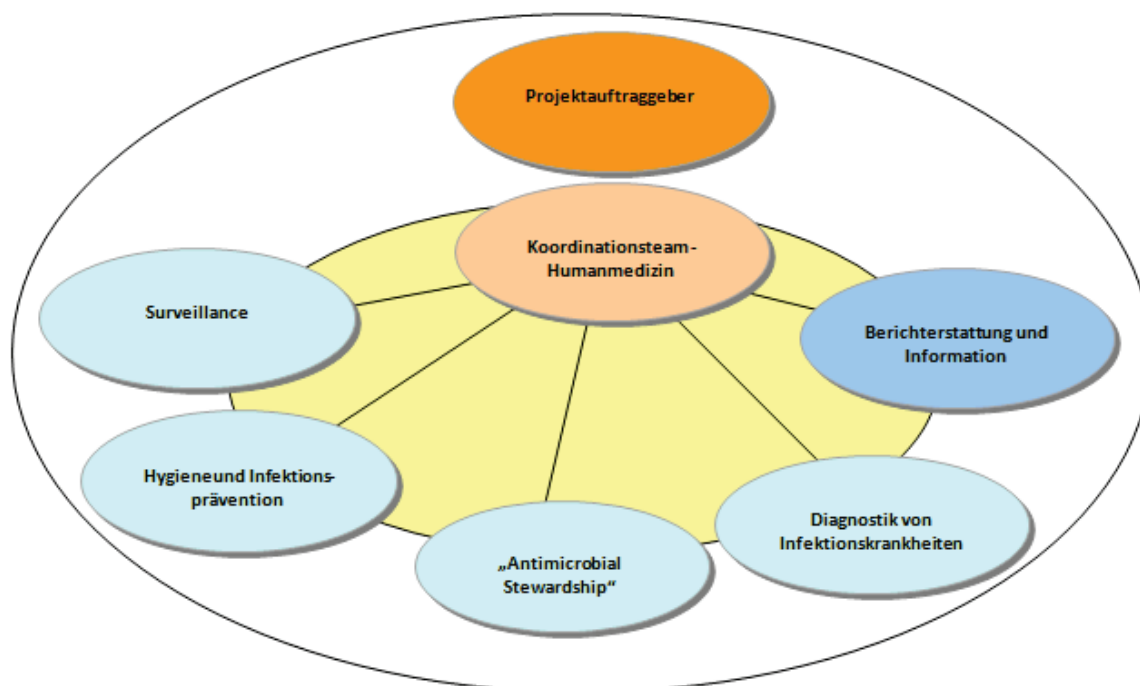 Projektauftraggeber
Koordinationsteam-
Humanmedizin
Surveillance
Berichterstattung und
Information
Hygieneund Infektions-
prävention
Diagnostik von
Infektionskrankheiten
„Antimicrobial
Stewardship“